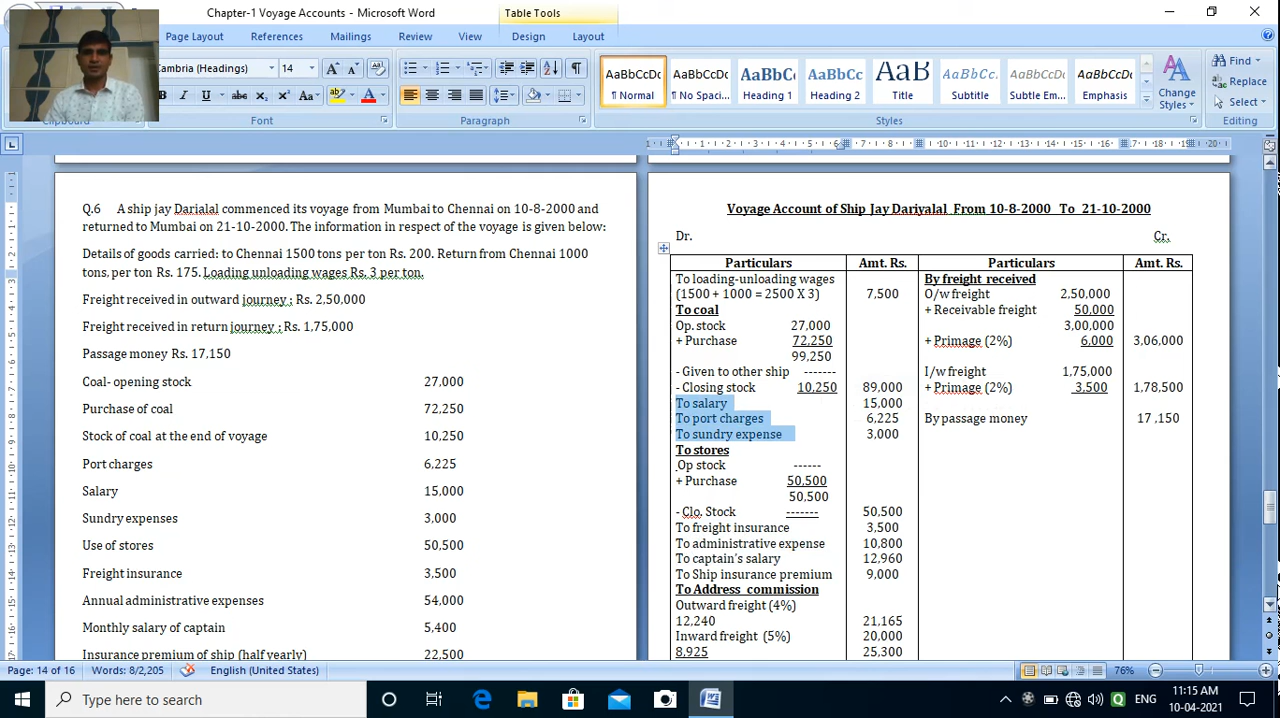 Chapter-1 Voyage Accounts - Microsoft Word
Table Tools
Page Layout
References
Mailings
Review
View
Design
Layout
Cambria (Headings)
14
AaBbCcDc
¶ Normal
AaBbCcDc
¶ No Spaci...
AaBbC
Heading 1
AaBbCc
Heading 2
AaB
Title
AaBbCc.
Subtitle
AaBbCcDc
Subtle Em...
AaBbCcDc
Emphasis
Change
Styles
Find
Replace
Select
Font
Paragraph
Styles
Editing
Q.6 A ship jay Darialal commenced its voyage from Mumbai to Chennai on 10-8-2000 and
returned to Mumbai on 21-10-2000. The information in respect of the voyage is given below:
Details of goods carried: to Chennai 1500 tons per ton Rs. 200. Return from Chennai 1000
tons, per ton Rs. 175. Loading unloading wages Rs. 3 per ton.
Freight received in outward journey : Rs. 2,50,000
Freight received in return journey : Rs. 1,75,000
Passage money Rs. 17,150
Coal- opening stock 27,000
Purchase of coal 72,250
Stock of coal at the end of voyage 10,250
Port charges 6,225
Salary 15,000
Sundry expenses 3,000
Use of stores 50,500
Freight insurance 3,500
Annual administrative expenses 54,000
Monthly salary of captain 5,400
Insurance premium of ship (half yearly) 22,500
Voyage Account of Ship Jay Dariyalal From 10-8-2000 To 21-10-2000
Dr. Cr.
Particulars Amt. Rs. Particulars Amt. Rs.
To loading-unloading wages By freight received
(1500 + 1000 = 2500 X 3) 7,500 O/w freight 2,50,000
To coal + Receivable freight 50,000
Op. stock 27,000 3,00,000
+ Purchase 72,250 + Primage (2%) 6,000 3,06,000
99,250
- Given to other ship ------- I/w freight 1,75,000
- Closing stock 10,250 89,000 + Primage (2%) 3,500 1,78,500
To salary 15,000
To port charges 6,225 By passage money 17 ,150
To sundry expense 3,000
To stores
Op stock ------
+ Purchase 50,500
50,500
- Clo. Stock ------- 50,500
To freight insurance 3,500
To administrative expense 10,800
To captain's salary 12,960
To Ship insurance premium 9,000
To Address commission
Outward freight (4%)
12,240 21,165
Inward freight (5%) 20,000
8,925 25,300
Page: 14 of 16
Words: 8/2,205
English (United States)
76%
Type here to search
ENG
11:15 AM
10-04-2021